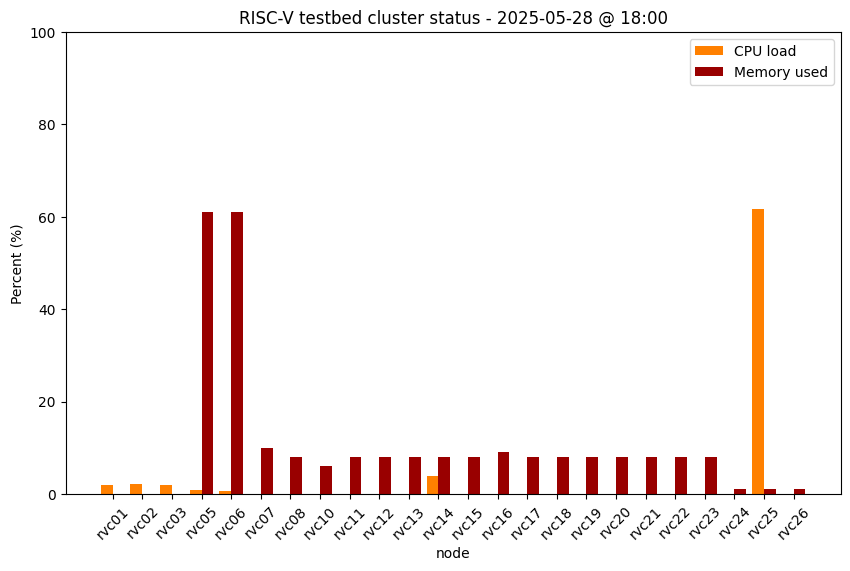 RISC-V testbed cluster status - 2025-05-28 @ 18:00
CPU load
Memory used
Percent (%)
100
80
60
40
20
0
rvc01 rvc02 rvc03 rvc05 rvc06 rvc07 rvc08 rvc10 rvc11 rvc12 rvc13 rvc14 rvc15 rvc16 rvc17 rvc18 rvc19 rvc20 rvc21 rvc22 rvc23 rvc24 rvc25 rvc26
node